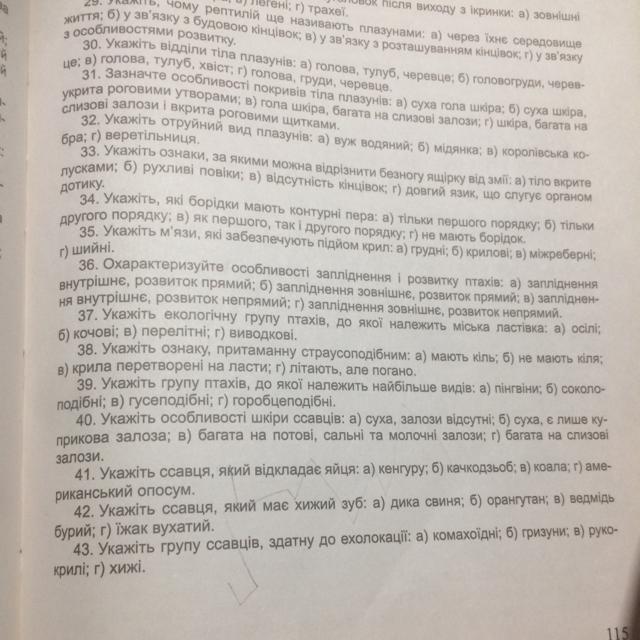 легені; г) трахеї.
після виходу з ікринки: а) зовнішні
29. Укажіть, чому рептилій ще називають плазунами: а) через їхнє середовище
життя; б) у зв'язку з будовою кінцівок; в) у зв'язку з розташуванням кінцівок; г) у зв'язку
з особливостями розвитку.
30. Укажіть відділи тіла плазунів: а) голова, тулуб, черевце; б) головогруди, черев-
це; в) голова, тулуб, хвіст; г) голова, груди, черевце.
31. Зазначте особливості покривів тіла плазунів: а) суха гола шкіра; б) суха шкіра,
укрита роговими утворами; в) гола шкіра, багата на слизові залози; г) шкіра, багата на
слизові залози і вкрита роговими щитками.
32. Укажіть отруйний вид плазунів: а) вуж водяний; б) мідянка; в) королівська ко-
бра; г) веретільниця.
33. Укажіть ознаки, за якими можна відрізнити безногу ящірку від змії: а) тіло вкрите
лусками; б) рухливі повіки; в) відсутність кінцівок; г) довгий язик, що слугує органом
дотику.
34. Укажіть, які борідки мають контурні пера: а) тільки першого порядку; б) тільки
другого порядку; в) як першого, так і другого порядку; г) не мають борідок.
35. Укажіть м'язи, які забезпечують підйом крил: а) грудні; б) крилові; в) міжреберні;
г) шийні.
36. Охарактеризуйте особливості запліднення і розвитку птахів: а) запліднення
внутрішнє, розвиток прямий; б) запліднення зовнішнє, розвиток прямий; в) запліднен-
ня внутрішнє, розвиток непрямий; г) запліднення зовнішнє, розвиток непрямий.
37. Укажіть екологічну групу птахів, до якої належить міська ластівка: а) осілі;
б) кочові; в) перелітні; г) виводкові.
38. Укажіть ознаку, притаманну страусоподібним: а) мають кіль; б) не мають кіля;
в) крила перетворені на ласти; г) літають, але погано.
39. Укажіть групу птахів, до якої належить найбільше видів: а) пінгвіни; б) соколо-
подібні; в) гусеподібні; г) горобцеподібні.
40. Укажіть особливості шкіри ссавців: а) суха, залози відсутні; б) суха, є лише ку-
прикова залоза; в) багата на потові, сальні та молочні залози; г) багата на слизові
залози.
41. Укажіть ссавця, який відкладає яйця: а) кенгуру; б) качкодзьоб; в) коала; г) аме-
риканський опосум.
42. Укажіть ссавця, який має хижий зуб: а) дика свиня; б) орангутан; в) ведмідь
бурий; г) їжак вухатий.
43. Укажіть групу ссавців, здатну до ехолокації: а) комахоїдні; б) гризуни; в) руко-
крилі; г) хижі.
115